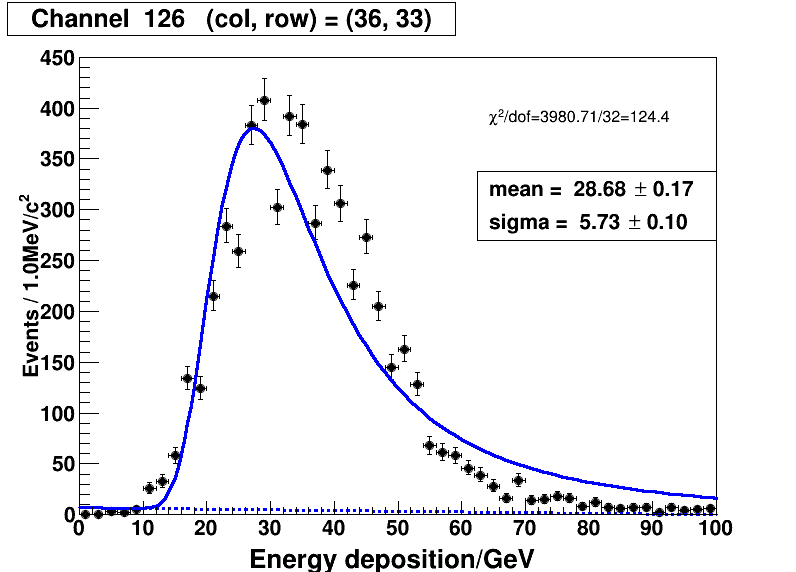 Channel 126 (col, row) = (36, 33)
χ²/dof=3980.71/32=124.4
mean = 28.68 ± 0.17
sigma = 5.73 ± 0.10
Events / 1.0MeV/c²
450
400
350
300
250
200
150
100
50
0
0 10 20 30 40 50 60 70 80 90 100
Energy deposition/GeV